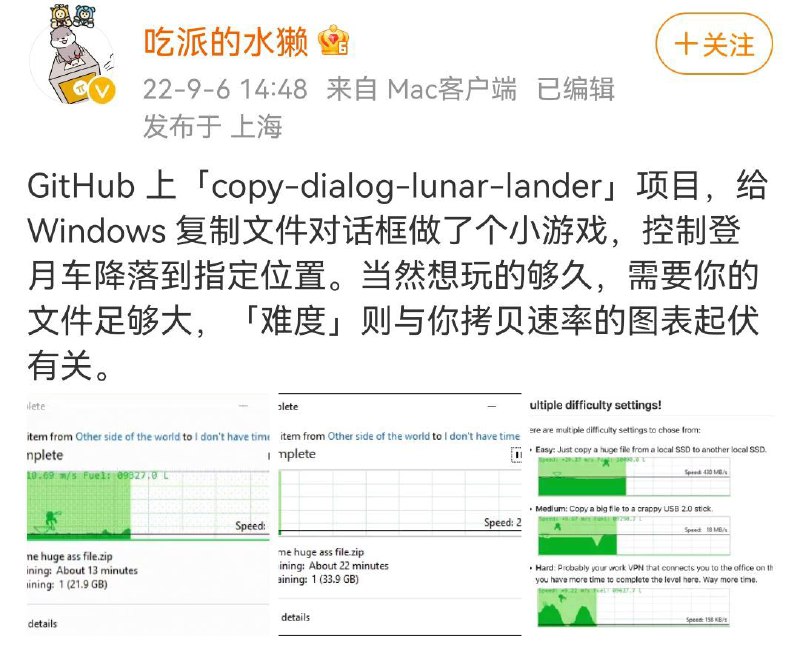 吃派的水獺
＋关注
22-9-6 14:48 来自 Mac客户端 已编辑
发布于 上海
GitHub 上「copy-dialog-lunar-lander」项目，给
Windows 复制文件对话框做了个小游戏，控制登
月车降落到指定位置。当然想玩的够久，需要你的
文件足够大，「难度」则与你拷贝速率的图表起伏
有关。
plete
item from Other side of the world to I don't have time
mplete
18.69 m/s Fuel: 09527.0 L
Speed:
me huge ass file.zip
ining: About 13 minutes
aining: 1 (21.9 GB)
details
plete
item from Other side of the world to I don't have time
mplete
Speed: 2
me huge ass file.zip
ining: About 22 minutes
aining: 1 (33.9 GB)
details
ultiple difficulty settings!
ere are multiple difficulty settings to chose from:
Easy: Just copy a huge file from a local SSD to another local SSD.
Speed: 430 MB/s
Medium: Copy a big file to a crappy USB 2.0 stick.
Speed: 18 MB/s
Hard: Probably your work VPN that connects you to the office on th
you have more time to complete the level here. Way more time.
Speed: 198 KB/s